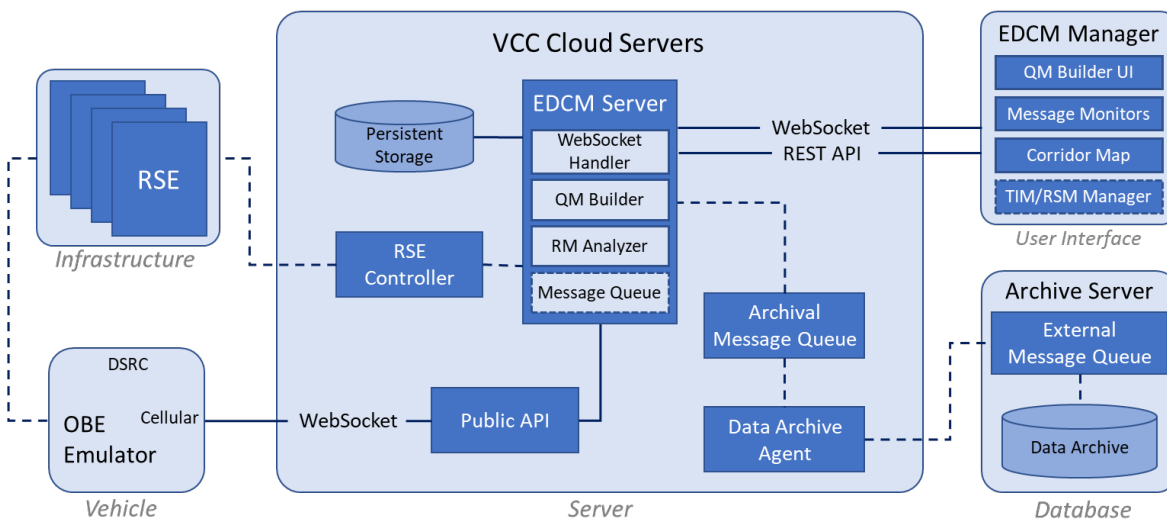 VCC Cloud Servers
EDCM Manager
QM Builder UI
Message Monitors
Corridor Map
TIM/RSM Manager
User Interface
EDCM Server
WebSocket
Handler
QM Builder
RM Analyzer
Message Queue
Persistent
Storage
WebSocket
REST API
RSE
Infrastructure
RSE
Controller
Archival
Message Queue
Data Archive
Agent
Archive Server
External
Message Queue
Data Archive
Database
DSRC
Cellular
OBE
Emulator
Vehicle
WebSocket
Public API
Server